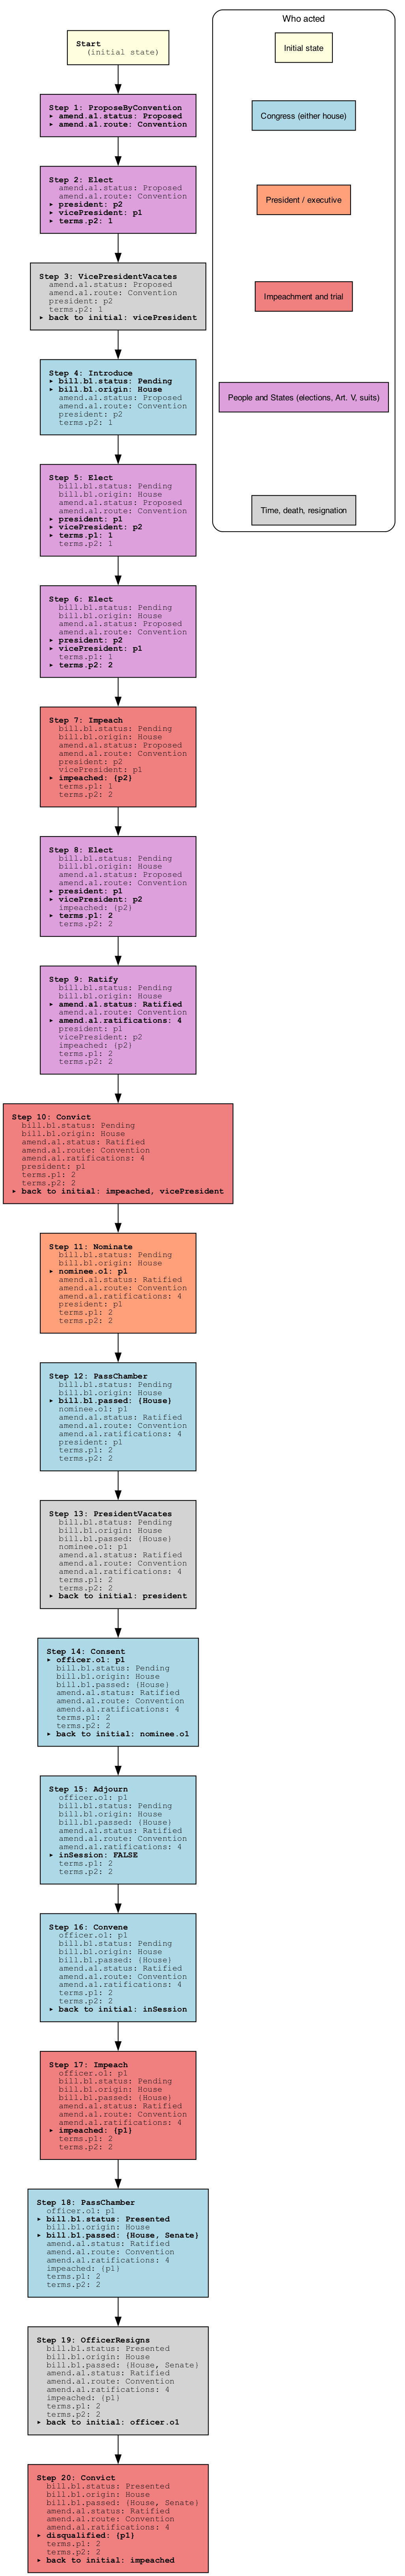 Who acted
Initial state
Congress (either house)
President / executive
Impeachment and trial
People and States (elections, Art. V, suits)
Time, death, resignation
Start
(initial state)
Step 1: ProposeByConvention
▸ amend.a1.status: Proposed
▸ amend.a1.route: Convention
Step 2: Elect
amend.a1.status: Proposed
amend.a1.route: Convention
▸ president: p2
▸ vicePresident: p1
▸ terms.p2: 1
Step 3: VicePresidentVacates
amend.a1.status: Proposed
amend.a1.route: Convention
president: p2
terms.p2: 1
▸ back to initial: vicePresident
Step 4: Introduce
▸ bill.b1.status: Pending
▸ bill.b1.origin: House
amend.a1.status: Proposed
amend.a1.route: Convention
president: p2
terms.p2: 1
Step 5: Elect
bill.b1.status: Pending
bill.b1.origin: House
amend.a1.status: Proposed
amend.a1.route: Convention
▸ president: p1
▸ vicePresident: p2
▸ terms.p1: 1
terms.p2: 1
Step 6: Elect
bill.b1.status: Pending
bill.b1.origin: House
amend.a1.status: Proposed
amend.a1.route: Convention
▸ president: p2
▸ vicePresident: p1
terms.p1: 1
▸ terms.p2: 2
Step 7: Impeach
bill.b1.status: Pending
bill.b1.origin: House
amend.a1.status: Proposed
amend.a1.route: Convention
president: p2
vicePresident: p1
▸ impeached: {p2}
terms.p1: 1
terms.p2: 2
Step 8: Elect
bill.b1.status: Pending
bill.b1.origin: House
amend.a1.status: Proposed
amend.a1.route: Convention
▸ president: p1
▸ vicePresident: p2
impeached: {p2}
▸ terms.p1: 2
terms.p2: 2
Step 9: Ratify
bill.b1.status: Pending
bill.b1.origin: House
▸ amend.a1.status: Ratified
amend.a1.route: Convention
▸ amend.a1.ratifications: 4
president: p1
vicePresident: p2
impeached: {p2}
terms.p1: 2
terms.p2: 2
Step 10: Convict
bill.b1.status: Pending
bill.b1.origin: House
amend.a1.status: Ratified
amend.a1.route: Convention
amend.a1.ratifications: 4
president: p1
terms.p1: 2
terms.p2: 2
▸ back to initial: impeached, vicePresident
Step 11: Nominate
bill.b1.status: Pending
bill.b1.origin: House
▸ nominee.o1: p1
amend.a1.status: Ratified
amend.a1.route: Convention
amend.a1.ratifications: 4
president: p1
terms.p1: 2
terms.p2: 2
Step 12: PassChamber
bill.b1.status: Pending
bill.b1.origin: House
▸ bill.b1.passed: {House}
nominee.o1: p1
amend.a1.status: Ratified
amend.a1.route: Convention
amend.a1.ratifications: 4
president: p1
terms.p1: 2
terms.p2: 2
Step 13: PresidentVacates
bill.b1.status: Pending
bill.b1.origin: House
bill.b1.passed: {House}
nominee.o1: p1
amend.a1.status: Ratified
amend.a1.route: Convention
amend.a1.ratifications: 4
terms.p1: 2
terms.p2: 2
▸ back to initial: president
Step 14: Consent
▸ officer.o1: p1
bill.b1.status: Pending
bill.b1.origin: House
bill.b1.passed: {House}
amend.a1.status: Ratified
amend.a1.route: Convention
amend.a1.ratifications: 4
terms.p1: 2
terms.p2: 2
▸ back to initial: nominee.o1
Step 15: Adjourn
officer.o1: p1
bill.b1.status: Pending
bill.b1.origin: House
bill.b1.passed: {House}
amend.a1.status: Ratified
amend.a1.route: Convention
amend.a1.ratifications: 4
▸ inSession: FALSE
terms.p1: 2
terms.p2: 2
Step 16: Convene
officer.o1: p1
bill.b1.status: Pending
bill.b1.origin: House
bill.b1.passed: {House}
amend.a1.status: Ratified
amend.a1.route: Convention
amend.a1.ratifications: 4
terms.p1: 2
terms.p2: 2
▸ back to initial: inSession
Step 17: Impeach
officer.o1: p1
bill.b1.status: Pending
bill.b1.origin: House
bill.b1.passed: {House}
amend.a1.status: Ratified
amend.a1.route: Convention
amend.a1.ratifications: 4
▸ impeached: {p1}
terms.p1: 2
terms.p2: 2
Step 18: PassChamber
officer.o1: p1
▸ bill.b1.status: Presented
bill.b1.origin: House
▸ bill.b1.passed: {House, Senate}
amend.a1.status: Ratified
amend.a1.route: Convention
amend.a1.ratifications: 4
impeached: {p1}
terms.p1: 2
terms.p2: 2
Step 19: OfficerResigns
bill.b1.status: Presented
bill.b1.origin: House
bill.b1.passed: {House, Senate}
amend.a1.status: Ratified
amend.a1.route: Convention
amend.a1.ratifications: 4
impeached: {p1}
terms.p1: 2
terms.p2: 2
▸ back to initial: officer.o1
Step 20: Convict
bill.b1.status: Presented
bill.b1.origin: House
bill.b1.passed: {House, Senate}
amend.a1.status: Ratified
amend.a1.route: Convention
amend.a1.ratifications: 4
▸ disqualified: {p1}
terms.p1: 2
terms.p2: 2
▸ back to initial: impeached